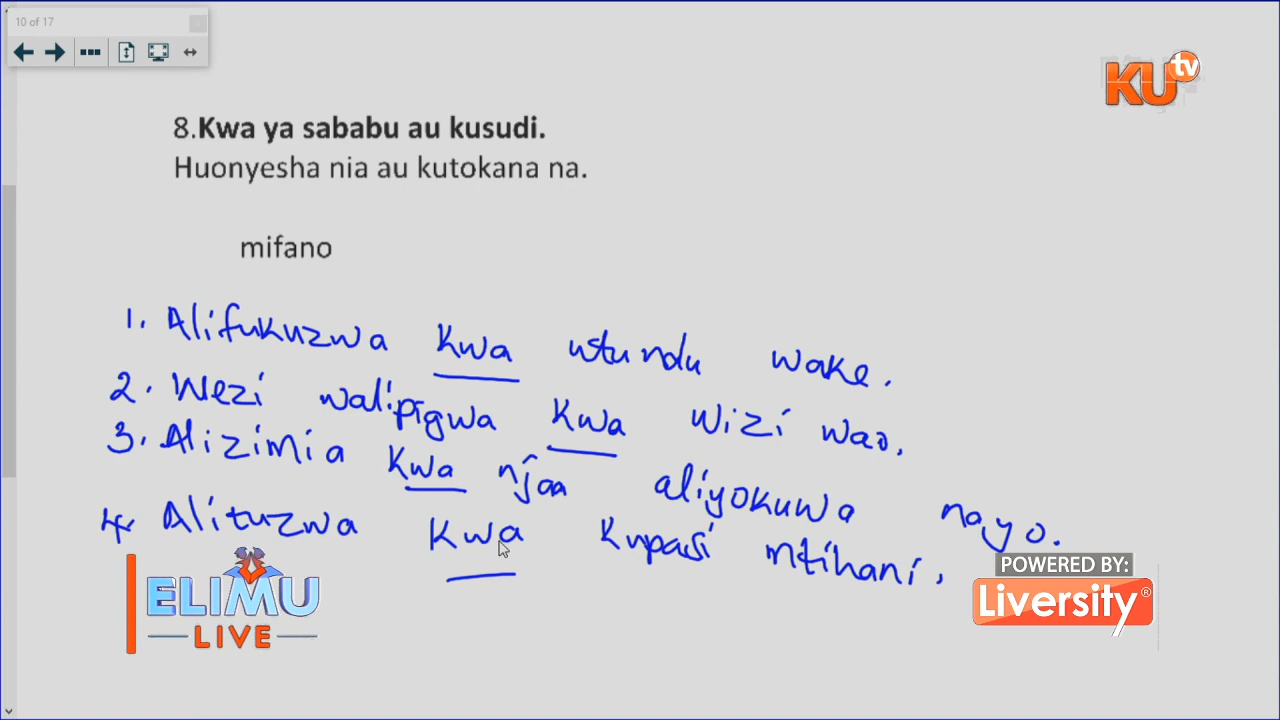 10 of 17
KU tv
8.Kwa ya sababu au kusudi.
Huonyesha nia au kutokana na.
mifano
1. Alifukuzwa kwa utundu wake.
2. Wezi walipigwa kwa wizi wao.
3. Alizimia kwa njaa aliyokuwa nayo.
4. Alituzwa kwa kupasi mtihani.
ELIMU
LIVE
POWERED BY:
Liversity®